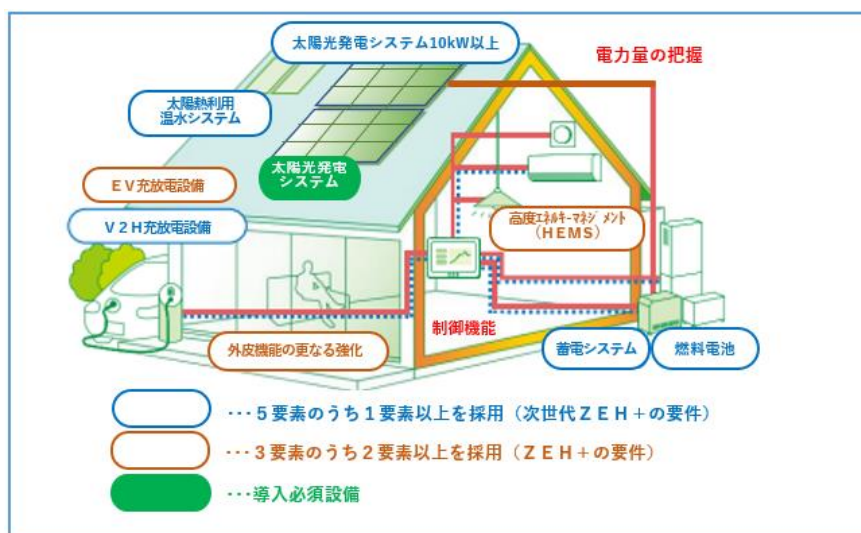 太陽光発電システム10kW以上
電力量の把握
太陽熱利用
温水システム
太陽光発電
システム
ＥＶ充放電設備
Ｖ２Ｈ充放電設備
高度ｴﾈﾙｷｰﾏﾈｼﾞﾒﾝﾄ
（ＨＥＭＳ）
制御機能
外皮機能の更なる強化
蓄電システム
燃料電池
･･･５要素のうち１要素以上を採用（次世代ＺＥＨ＋の要件）
･･･３要素のうち２要素以上を採用（ＺＥＨ＋の要件）
･･･導入必須設備